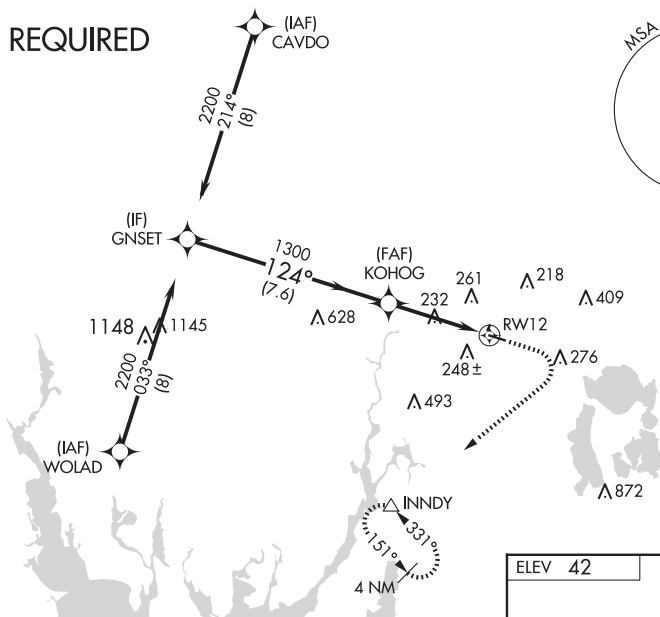 REQUIRED
(IAF)
CAVDO
MSA
2200
214°
(8)
(IF)
GNSET
1300
124°
(7.6)
(FAF)
KOHOG
261
218
409
232
RW12
628
1148
1145
248±
276
2200
033°
(8)
493
(IAF)
WOLAD
872
INNDY
331°
151°
4 NM
ELEV 42